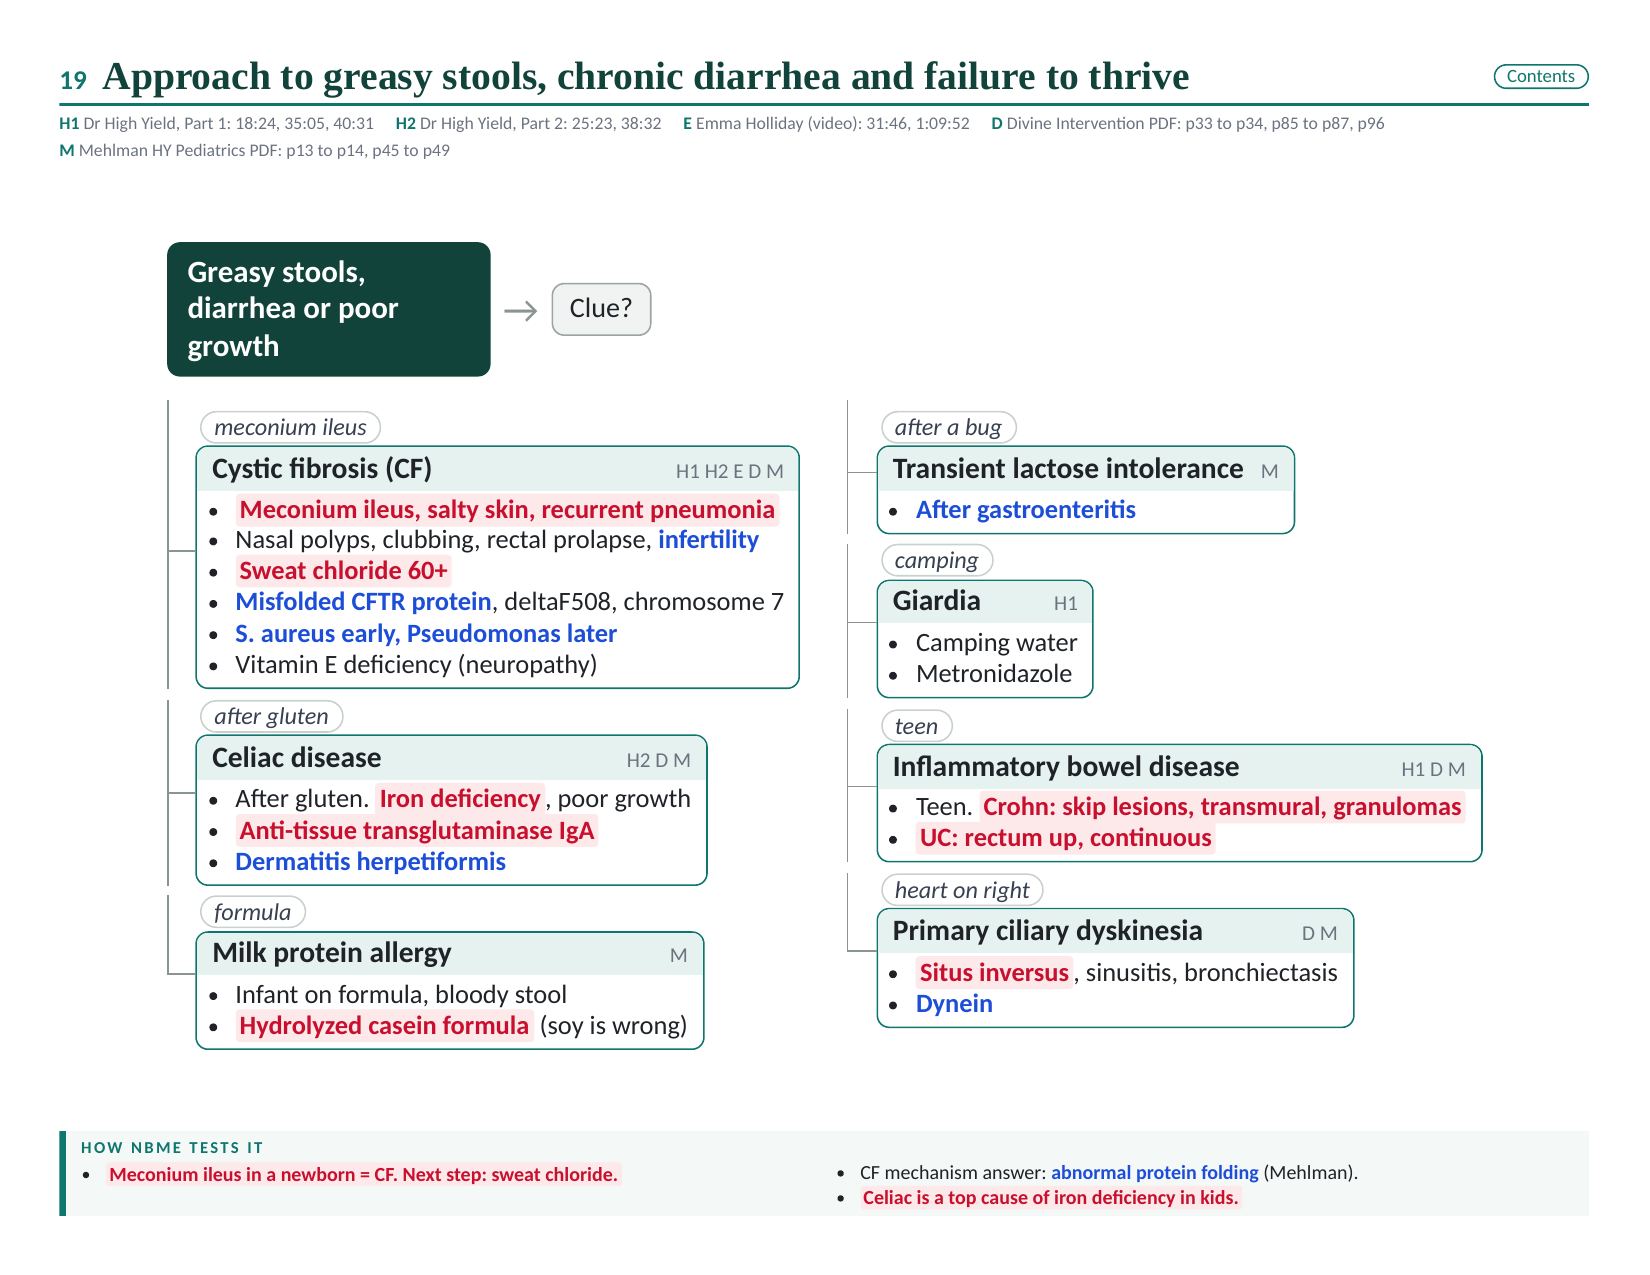 19 Approach to greasy stools, chronic diarrhea and failure to thrive
Contents
H1 Dr High Yield, Part 1: 18:24, 35:05, 40:31 H2 Dr High Yield, Part 2: 25:23, 38:32 E Emma Holliday (video): 31:46, 1:09:52 D Divine Intervention PDF: p33 to p34, p85 to p87, p96
M Mehlman HY Pediatrics PDF: p13 to p14, p45 to p49
Greasy stools,
diarrhea or poor
growth
→
Clue?
meconium ileus
Cystic fibrosis (CF) H1 H2 E D M
• Meconium ileus, salty skin, recurrent pneumonia
• Nasal polyps, clubbing, rectal prolapse, infertility
• Sweat chloride 60+
• Misfolded CFTR protein, deltaF508, chromosome 7
• S. aureus early, Pseudomonas later
• Vitamin E deficiency (neuropathy)
after gluten
Celiac disease H2 D M
• After gluten. Iron deficiency, poor growth
• Anti-tissue transglutaminase IgA
• Dermatitis herpetiformis
formula
Milk protein allergy M
• Infant on formula, bloody stool
• Hydrolyzed casein formula (soy is wrong)
after a bug
Transient lactose intolerance M
• After gastroenteritis
camping
Giardia H1
• Camping water
• Metronidazole
teen
Inflammatory bowel disease H1 D M
• Teen. Crohn: skip lesions, transmural, granulomas
• UC: rectum up, continuous
heart on right
Primary ciliary dyskinesia D M
• Situs inversus, sinusitis, bronchiectasis
• Dynein
HOW NBME TESTS IT
• Meconium ileus in a newborn = CF. Next step: sweat chloride.
• CF mechanism answer: abnormal protein folding (Mehlman).
• Celiac is a top cause of iron deficiency in kids.